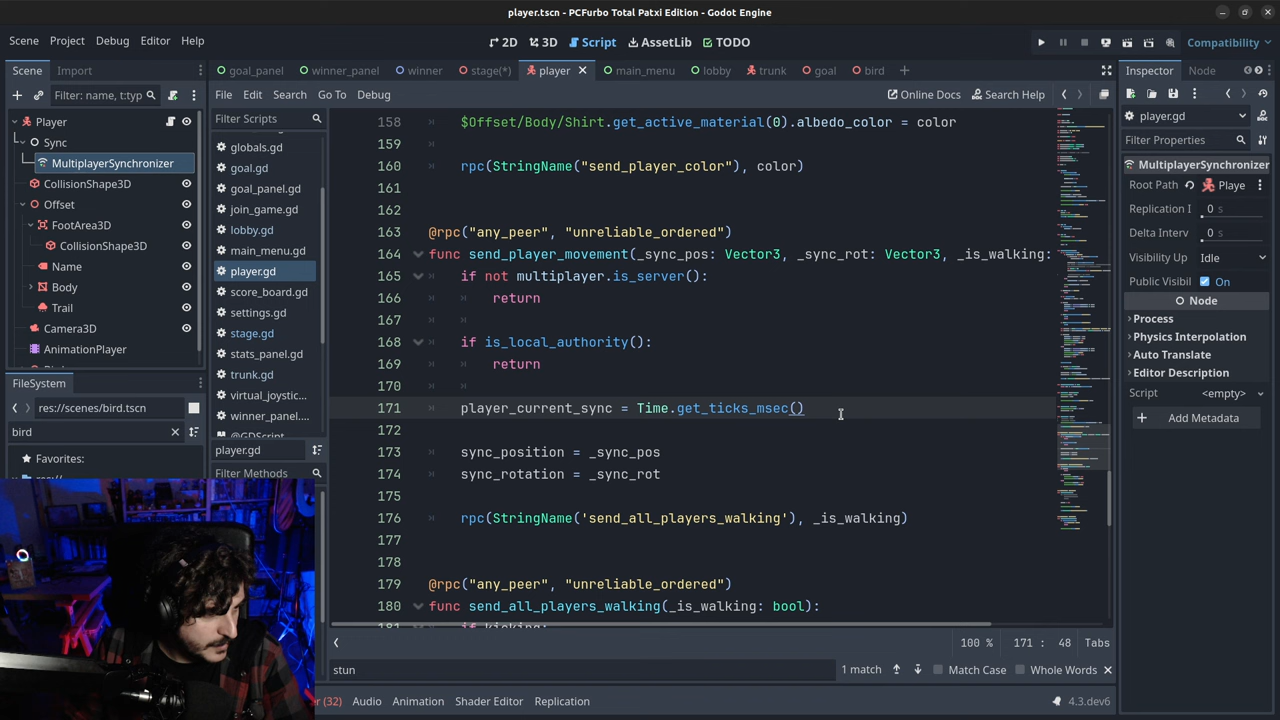 player.tscn - PCFurbo Total Patxi Edition - Godot Engine
Scene Project Debug Editor Help
2D 3D Script AssetLib TODO
Compatibility
Scene Import
goal_panel winner_panel winner stage(*) player main_menu lobby trunk goal bird
Inspector Node
Filter: name, t:typ
File Edit Search Go To Debug
Online Docs Search Help
Player
Sync
MultiplayerSynchronizer
CollisionShape3D
Offset
FootArea3D
CollisionShape3D
Name
Body
Trail
Camera3D
AnimationPlayer
FileSystem
res://scenes/bird.tscn
bird
Favorites:
Filter Scripts
globals.gd
goal.gd
goal_panel.gd
join_game.gd
lobby.gd
main_menu.gd
player.gd
score_board.gd
settings.gd
stage.gd
stats_panel.gd
trunk.gd
virtual_joystic...
winner_panel...
@GDScript
player.gd
Filter Methods
158 $Offset/Body/Shirt.get_active_material(0).albedo_color = color
159
160 rpc(StringName("send_player_color"), color)
161
162
163 @rpc("any_peer", "unreliable_ordered")
164 func send_player_movement(_sync_pos: Vector3, _sync_rot: Vector3, _is_walking:
165 if not multiplayer.is_server():
166 return
167
168 if is_local_authority():
169 return
170
171 player_current_sync = Time.get_ticks_msec()
172
173 sync_position = _sync_pos
174 sync_rotation = _sync_rot
175
176 rpc(StringName('send_all_players_walking'), _is_walking)
177
178
179 @rpc("any_peer", "unreliable_ordered")
180 func send_all_players_walking(_is_walking: bool):
181 if kicking:
100 % 171 : 48 Tabs
stun
1 match
Match Case Whole Words
(32) Audio Animation Shader Editor Replication
4.3.dev6
player.gd
Filter Properties
MultiplayerSynchronizer
Root Path Playe
Replication I 0 s
Delta Interv 0 s
Visibility Up Idle
Public Visibil On
Node
Process
Physics Interpolation
Auto Translate
Editor Description
Script <empty>
Add Metadata